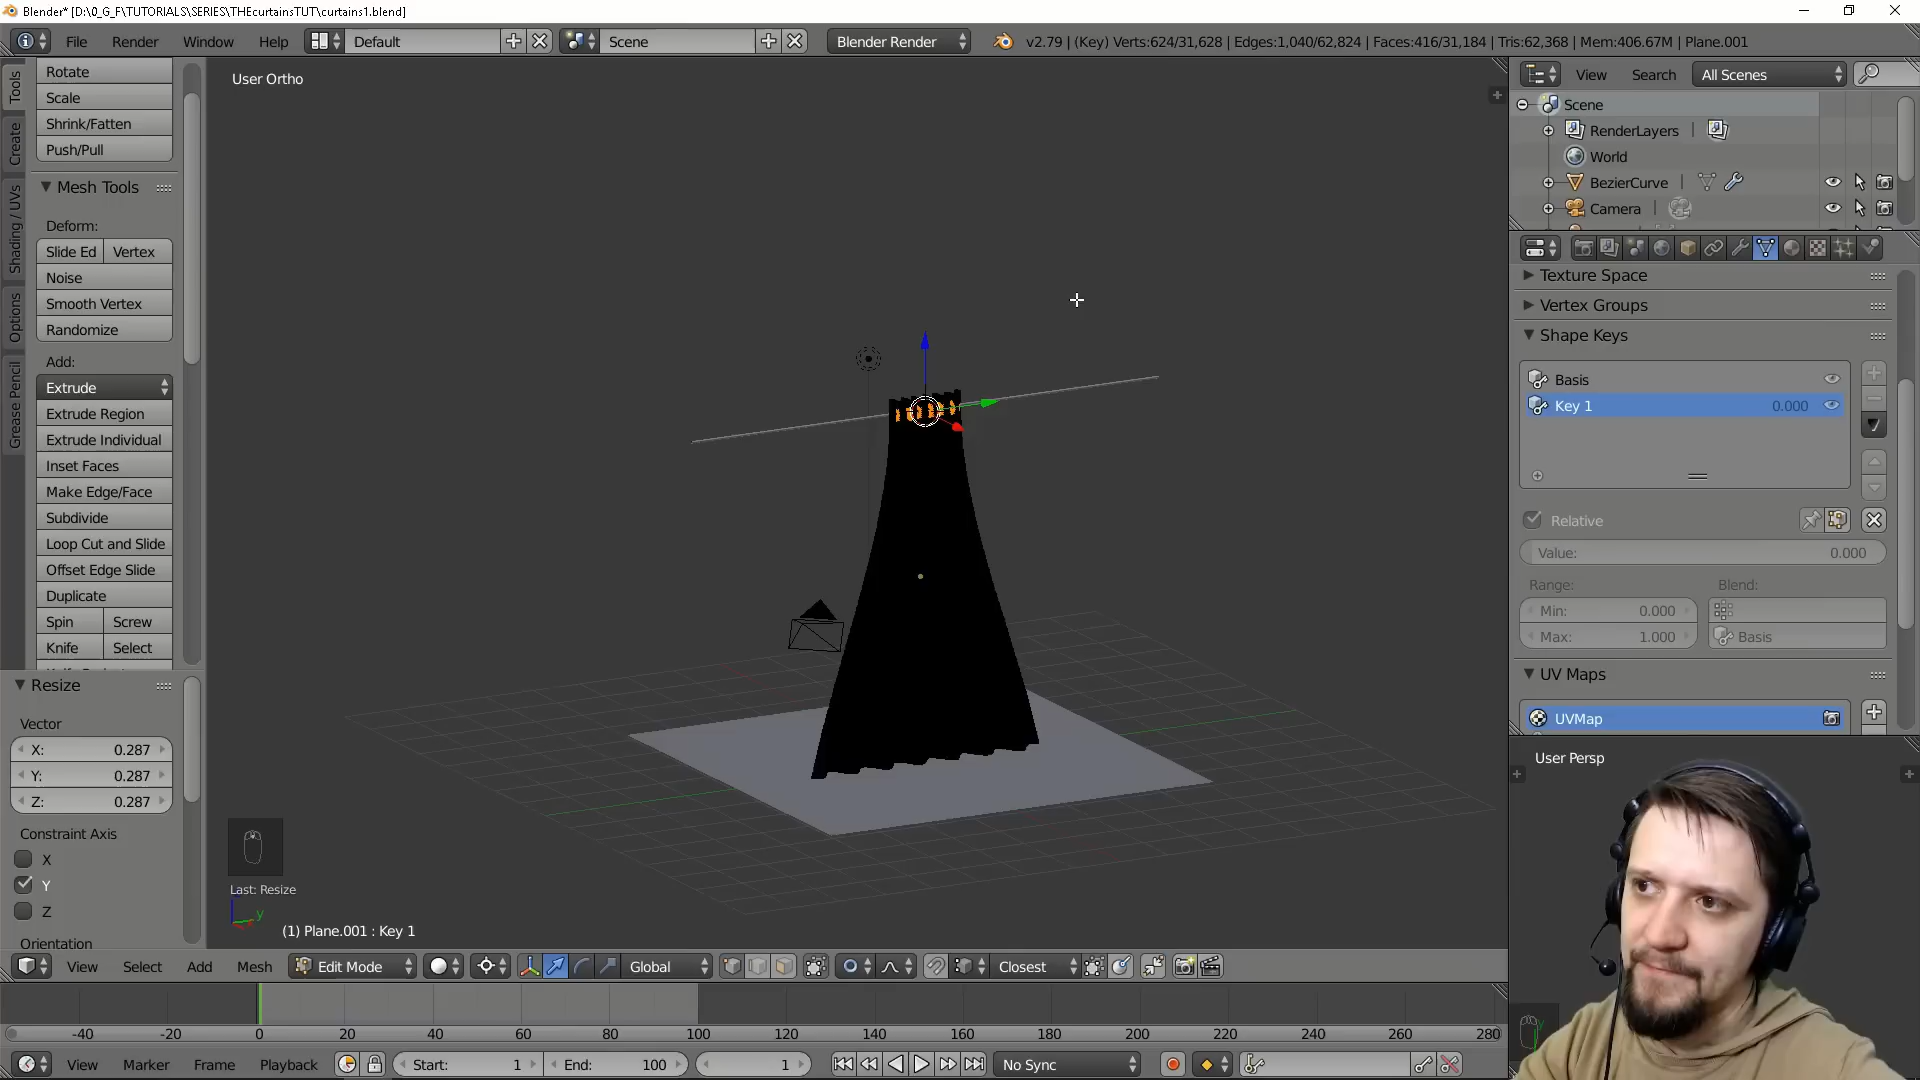 Blender* [D:\0_G_F\TUTORIALS\SERIES\THEcurtainsTUT\curtains1.blend]
File Render Window Help Default Scene Blender Render v2.79 | (Key) Verts:624/31,628 | Edges:1,040/62,824 | Faces:416/31,184 | Tris:62,368 | Mem:406.67M | Plane.001
Tools
Create
Shading / UVs
Options
Grease Pencil
Rotate
Scale
Shrink/Fatten
Push/Pull
Mesh Tools
Deform:
Slide Ed Vertex
Noise
Smooth Vertex
Randomize
Add:
Extrude
Extrude Region
Extrude Individual
Inset Faces
Make Edge/Face
Subdivide
Loop Cut and Slide
Offset Edge Slide
Duplicate
Spin Screw
Knife Select
Resize
Vector
X: 0.287
Y: 0.287
Z: 0.287
Constraint Axis
X
Y
Z
Orientation
User Ortho
Last: Resize
y
(1) Plane.001 : Key 1
View Select Add Mesh Edit Mode Global Closest
-40 -20 0 20 40 60 80 100 120 140 160 180 200 220 240 260 280
View Marker Frame Playback Start: 1 End: 100 1 No Sync
View Search All Scenes
Scene
RenderLayers
World
BezierCurve
Camera
Texture Space
Vertex Groups
Shape Keys
Basis
Key 1 0.000
Relative
Value: 0.000
Range: Blend:
Min: 0.000
Max: 1.000 Basis
UV Maps
UVMap
User Persp